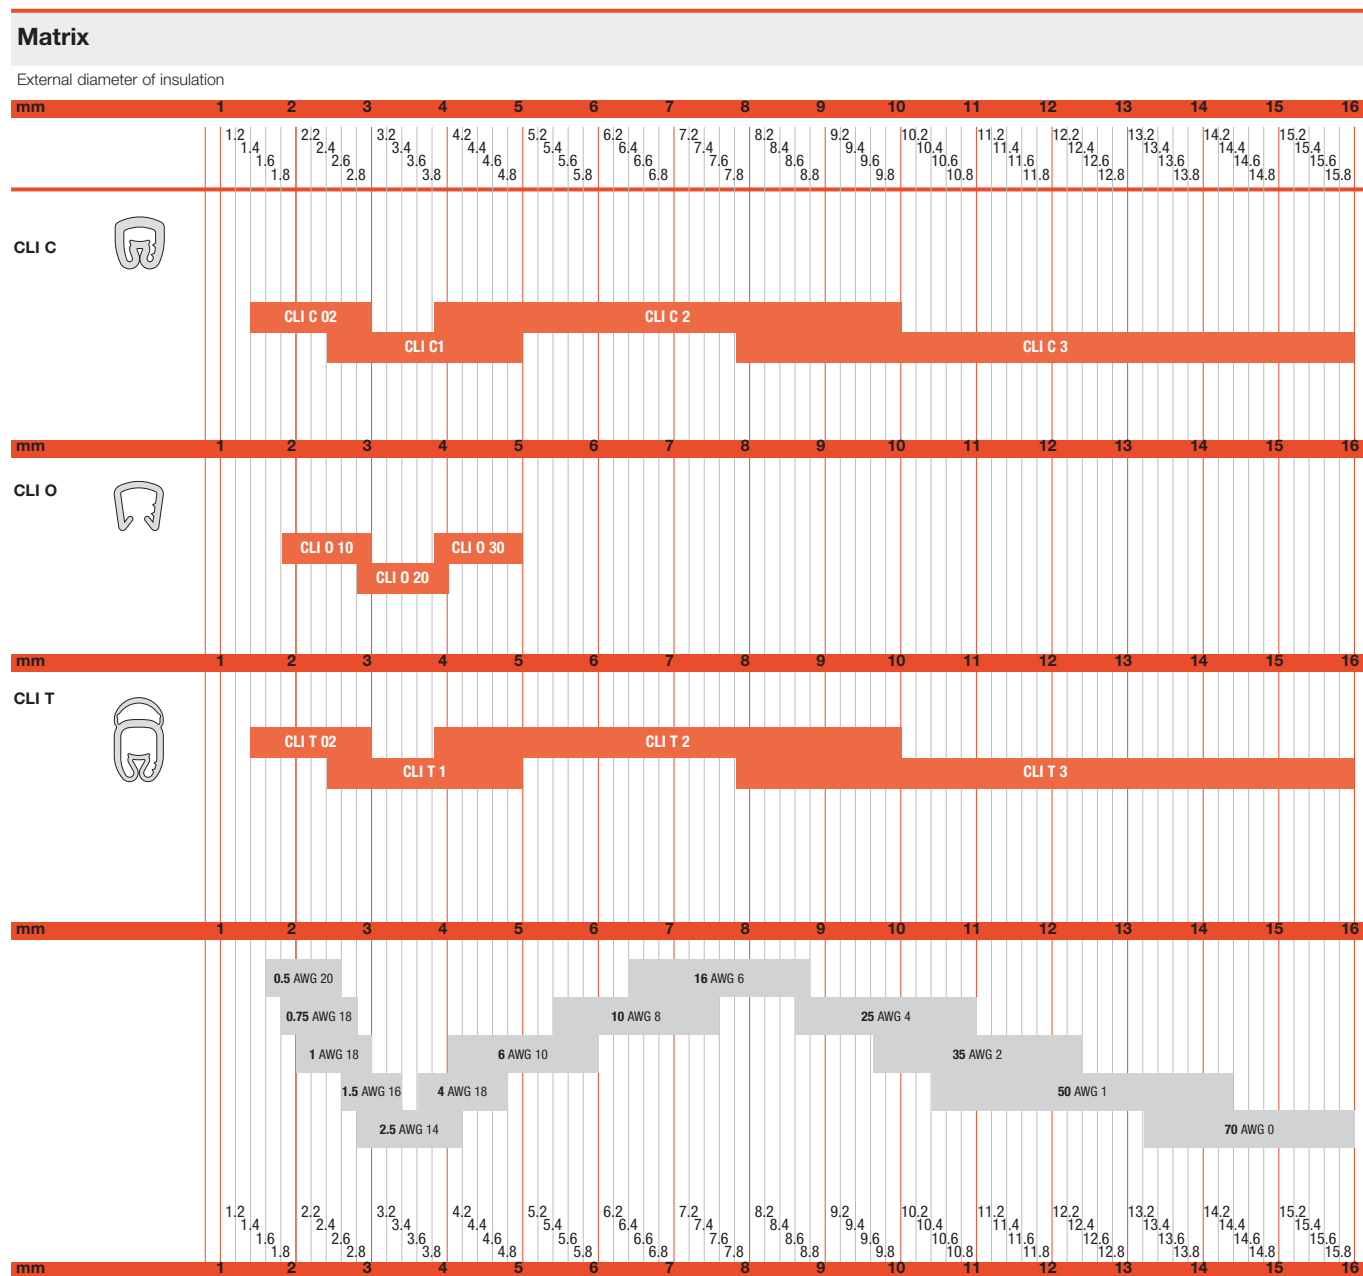 Matrix
External diameter of insulation
mm 1 2 3 4 5 6 7 8 9 10 11 12 13 14 15 16
1.2 2.2 3.2 4.2 5.2 6.2 7.2 8.2 9.2 10.2 11.2 12.2 13.2 14.2 15.2
1.4 2.4 3.4 4.4 5.4 6.4 7.4 8.4 9.4 10.4 11.4 12.4 13.4 14.4 15.4
1.6 2.6 3.6 4.6 5.6 6.6 7.6 8.6 9.6 10.6 11.6 12.6 13.6 14.6 15.6
1.8 2.8 3.8 4.8 5.8 6.8 7.8 8.8 9.8 10.8 11.8 12.8 13.8 14.8 15.8
CLI C
CLI C 02 CLI C 2
CLI C1 CLI C 3
mm 1 2 3 4 5 6 7 8 9 10 11 12 13 14 15 16
CLI O
CLI O 10 CLI O 30
CLI O 20
mm 1 2 3 4 5 6 7 8 9 10 11 12 13 14 15 16
CLI T
CLI T 02 CLI T 2
CLI T 1 CLI T 3
mm 1 2 3 4 5 6 7 8 9 10 11 12 13 14 15 16
0.5 AWG 20 16 AWG 6
0.75 AWG 18 10 AWG 8 25 AWG 4
1 AWG 18 6 AWG 10 35 AWG 2
1.5 AWG 16 4 AWG 18 50 AWG 1
2.5 AWG 14 70 AWG 0
1.2 2.2 3.2 4.2 5.2 6.2 7.2 8.2 9.2 10.2 11.2 12.2 13.2 14.2 15.2
1.4 2.4 3.4 4.4 5.4 6.4 7.4 8.4 9.4 10.4 11.4 12.4 13.4 14.4 15.4
1.6 2.6 3.6 4.6 5.6 6.6 7.6 8.6 9.6 10.6 11.6 12.6 13.6 14.6 15.6
1.8 2.8 3.8 4.8 5.8 6.8 7.8 8.8 9.8 10.8 11.8 12.8 13.8 14.8 15.8
mm 1 2 3 4 5 6 7 8 9 10 11 12 13 14 15 16